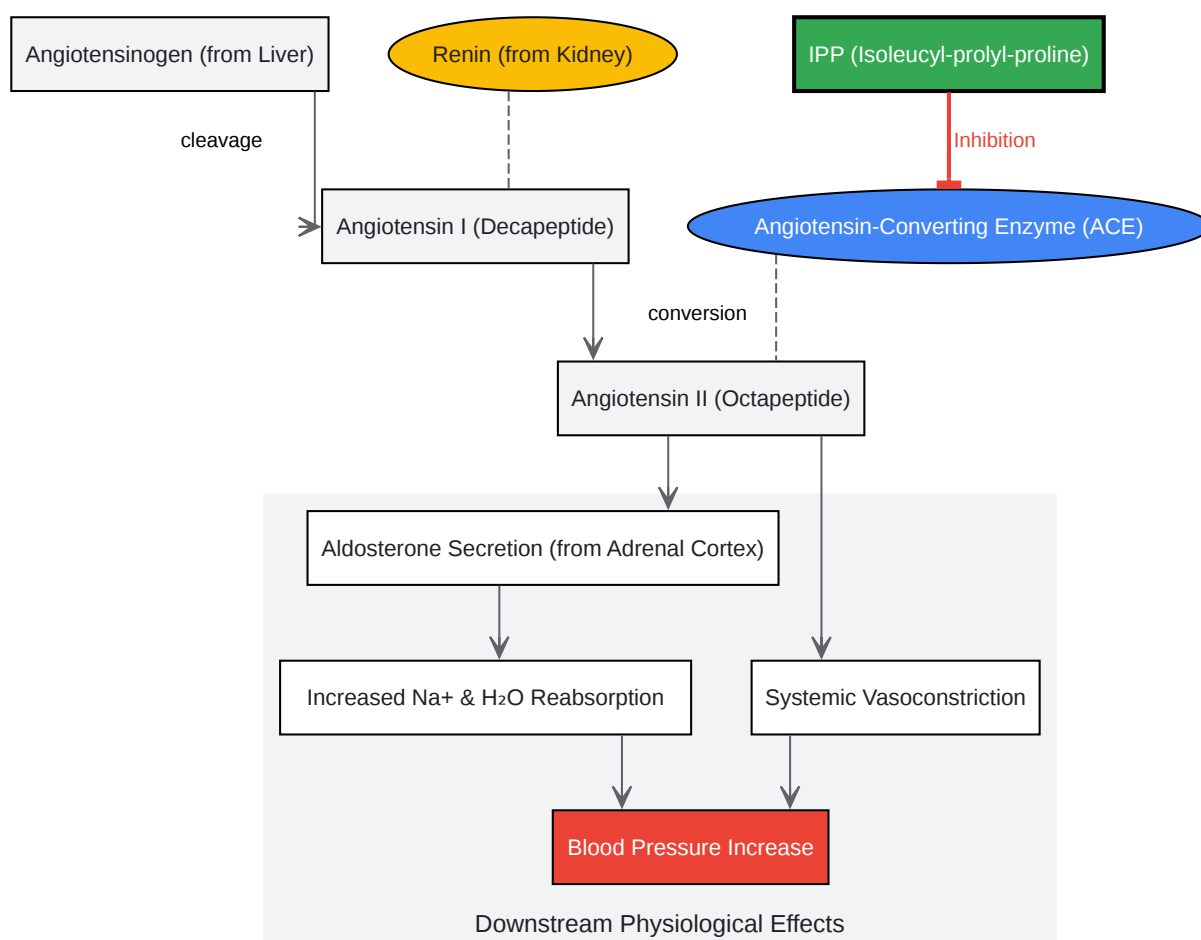 Angiotensinogen (from Liver)
Renin (from Kidney)
IPP (Isoleucyl-prolyl-proline)
cleavage
Inhibition
Angiotensin I (Decapeptide)
Angiotensin-Converting Enzyme (ACE)
conversion
Angiotensin II (Octapeptide)
Aldosterone Secretion (from Adrenal Cortex)
Increased Na+ & H₂O Reabsorption
Systemic Vasoconstriction
Blood Pressure Increase
Downstream Physiological Effects